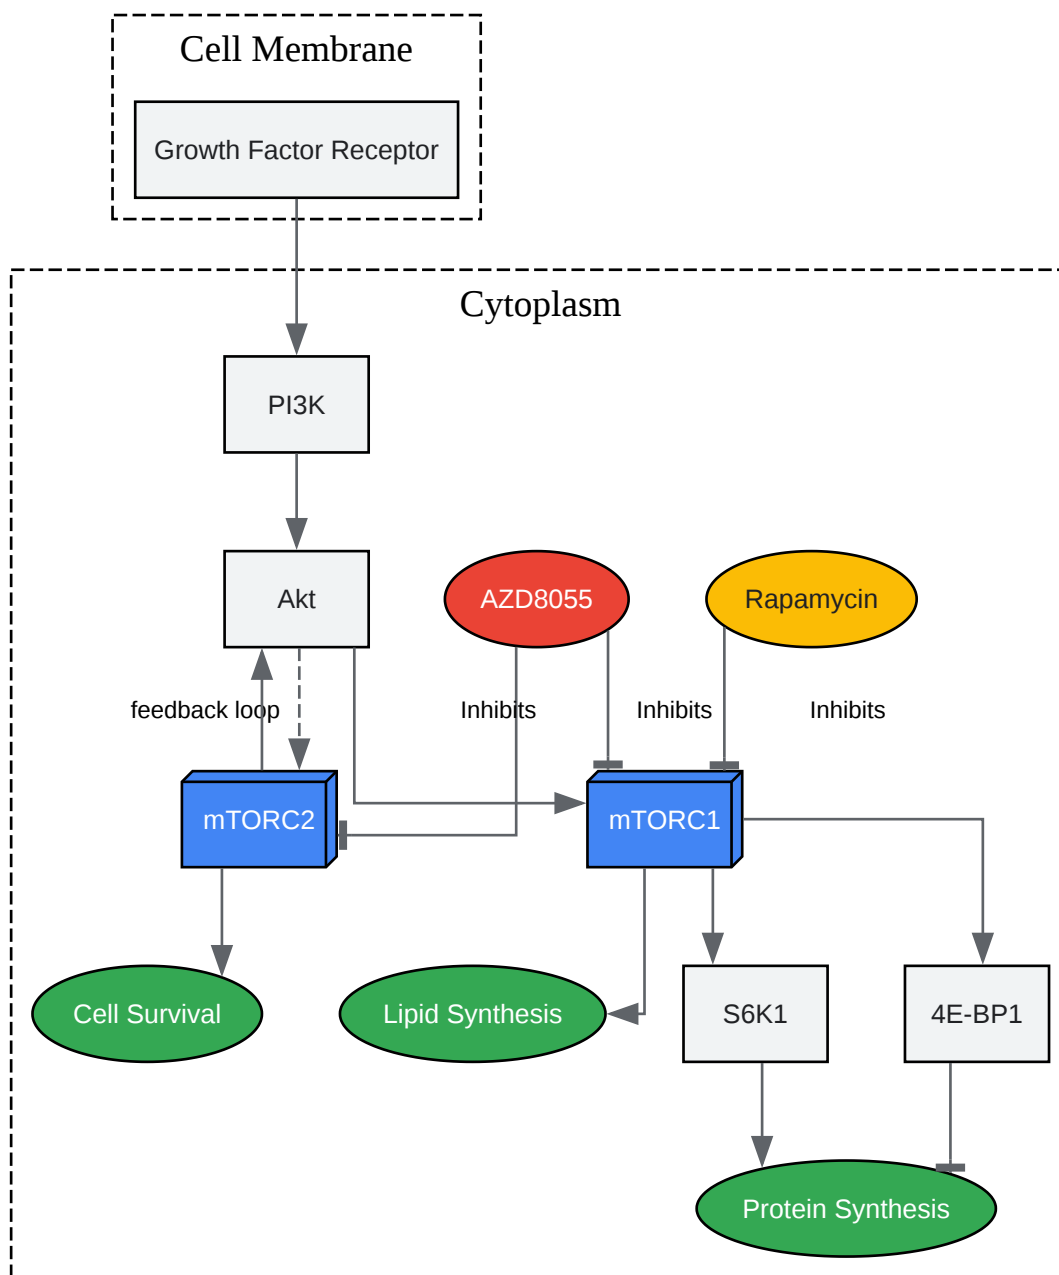 Cell Membrane
Growth Factor Receptor
Cytoplasm
PI3K
Akt
AZD8055
Rapamycin
feedback loop
Inhibits
Inhibits
Inhibits
mTORC2
mTORC1
Cell Survival
Lipid Synthesis
S6K1
4E-BP1
Protein Synthesis